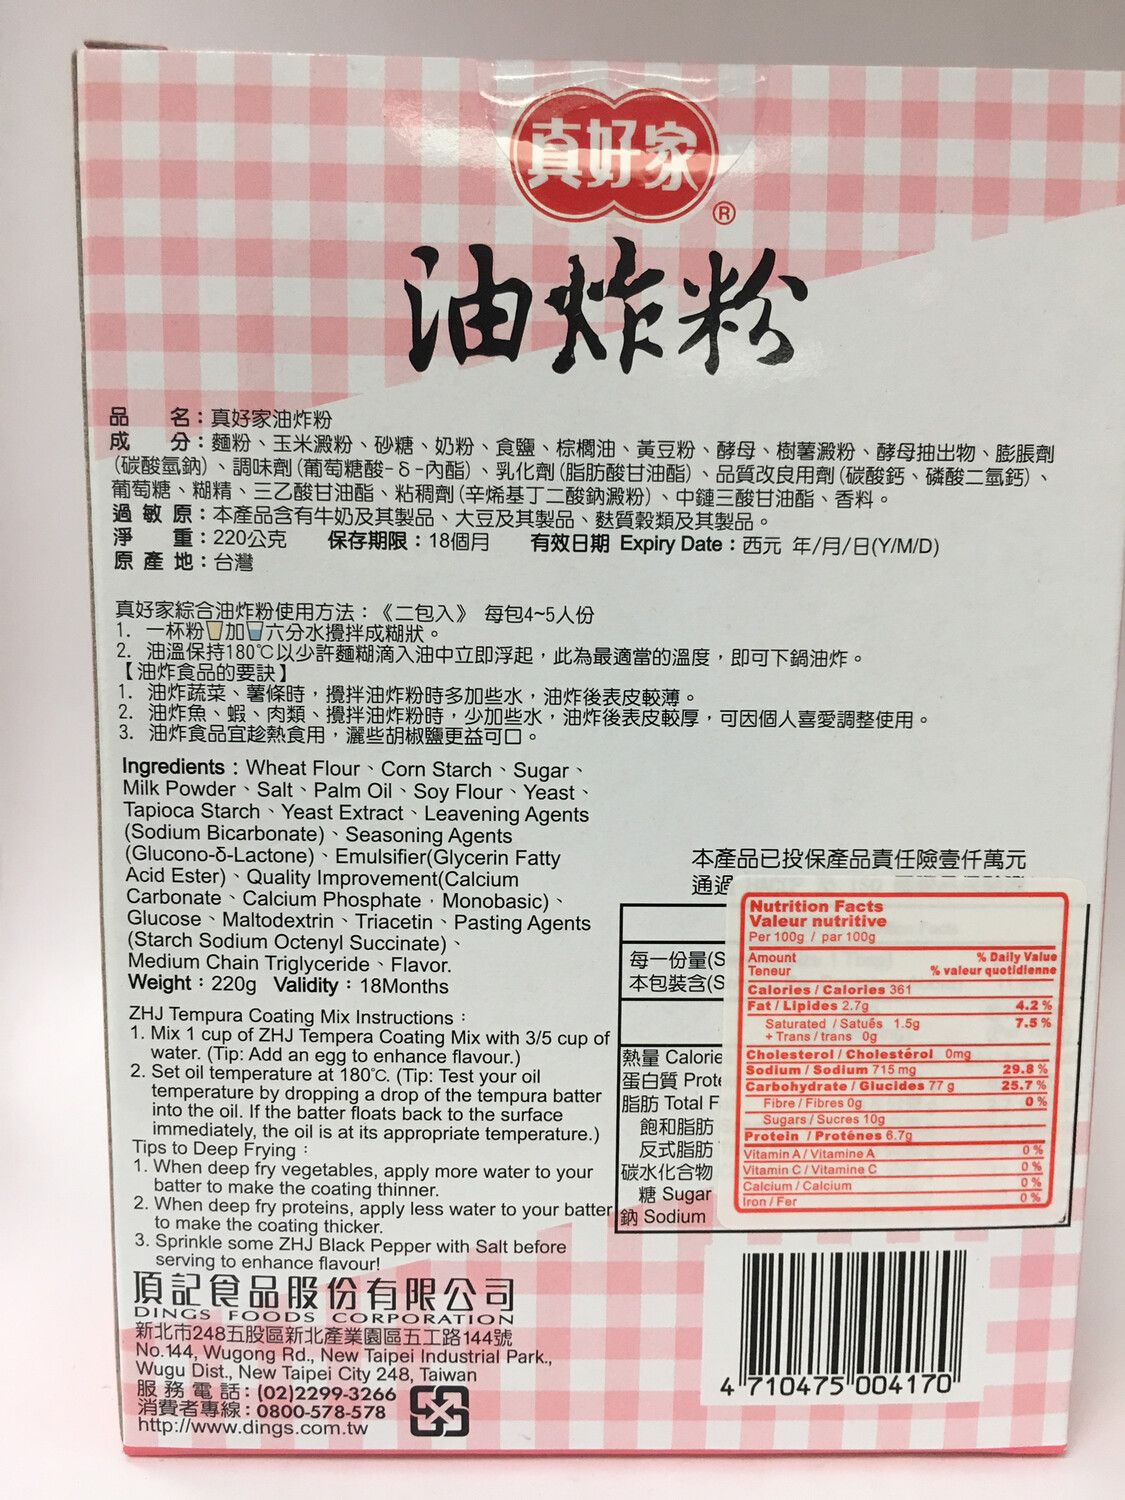 真好家
®
油炸粉
品　名：真好家油炸粉
成　分：麵粉、玉米澱粉、砂糖、奶粉、食鹽、棕櫚油、黃豆粉、酵母、樹薯澱粉、酵母抽出物、膨脹劑
(碳酸氫鈉)、調味劑(葡萄糖酸-δ-內酯)、乳化劑(脂肪酸甘油酯)、品質改良用劑(碳酸鈣、磷酸二氫鈣)、
葡萄糖、糊精、三乙酸甘油酯、粘稠劑(辛烯基丁二酸鈉澱粉)、中鏈三酸甘油酯、香料。
過敏原：本產品含有牛奶及其製品、大豆及其製品、麩質穀類及其製品。
淨　重：220公克　保存期限：18個月　有效日期 Expiry Date：西元 年/月/日(Y/M/D)
原產地：台灣
真好家綜合油炸粉使用方法：《二包入》 每包4~5人份
1. 一杯粉加六分水攪拌成糊狀。
2. 油溫保持180℃以少許麵糊滴入油中立即浮起，此為最適當的溫度，即可下鍋油炸。
【油炸食品的要訣】
1. 油炸蔬菜、薯條時，攪拌油炸粉時多加些水，油炸後表皮較薄。
2. 油炸魚、蝦、肉類、攪拌油炸粉時，少加些水，油炸後表皮較厚，可因個人喜愛調整使用。
3. 油炸食品宜趁熱食用，灑些胡椒鹽更益可口。
Ingredients：Wheat Flour、Corn Starch、Sugar、
Milk Powder、Salt、Palm Oil、Soy Flour、Yeast、
Tapioca Starch、Yeast Extract、Leavening Agents
(Sodium Bicarbonate)、Seasoning Agents
(Glucono-δ-Lactone)、Emulsifier(Glycerin Fatty
Acid Ester)、Quality Improvement(Calcium
Carbonate、Calcium Phosphate，Monobasic)、
Glucose、Maltodextrin、Triacetin、Pasting Agents
(Starch Sodium Octenyl Succinate)、
Medium Chain Triglyceride、Flavor.
Weight：220g Validity：18Months
ZHJ Tempura Coating Mix Instructions：
1. Mix 1 cup of ZHJ Tempera Coating Mix with 3/5 cup of
water. (Tip: Add an egg to enhance flavour.)
2. Set oil temperature at 180℃. (Tip: Test your oil
temperature by dropping a drop of the tempura batter
into the oil. If the batter floats back to the surface
immediately, the oil is at its appropriate temperature.)
Tips to Deep Frying：
1. When deep fry vegetables, apply more water to your
batter to make the coating thinner.
2. When deep fry proteins, apply less water to your batter
to make the coating thicker.
3. Sprinkle some ZHJ Black Pepper with Salt before
serving to enhance flavour!
頂記食品股份有限公司
DINGS FOODS CORPORATION
新北市248五股區新北產業園區五工路144號
No.144, Wugong Rd., New Taipei Industrial Park.,
Wugu Dist., New Taipei City 248, Taiwan
服務電話：(02)2299-3266
消費者專線：0800-578-578
http://www.dings.com.tw
本產品已投保產品責任險壹仟萬元
通過
每一份量(S
本包裝含(S
熱量 Calorie
蛋白質 Prote
脂肪 Total F
飽和脂肪
反式脂肪
碳水化合物
糖 Sugar
鈉 Sodium
Nutrition Facts
Valeur nutritive
Per 100g / par 100g
Amount % Daily Value
Teneur % valeur quotidienne
Calories / Calories 361
Fat / Lipides 2.7g 4.2%
Saturated / Satués 1.5g 7.5%
+ Trans / trans 0g
Cholesterol / Cholestérol 0mg
Sodium / Sodium 715 mg 29.8%
Carbohydrate / Glucides 77 g 25.7%
Fibre / Fibres 0g 0%
Sugars / Sucres 10g
Protein / Proténes 6.7g
Vitamin A / Vitamine A 0%
Vitamin C / Vitamine C 0%
Calcium / Calcium 0%
Iron / Fer 0%
4 710475 004170